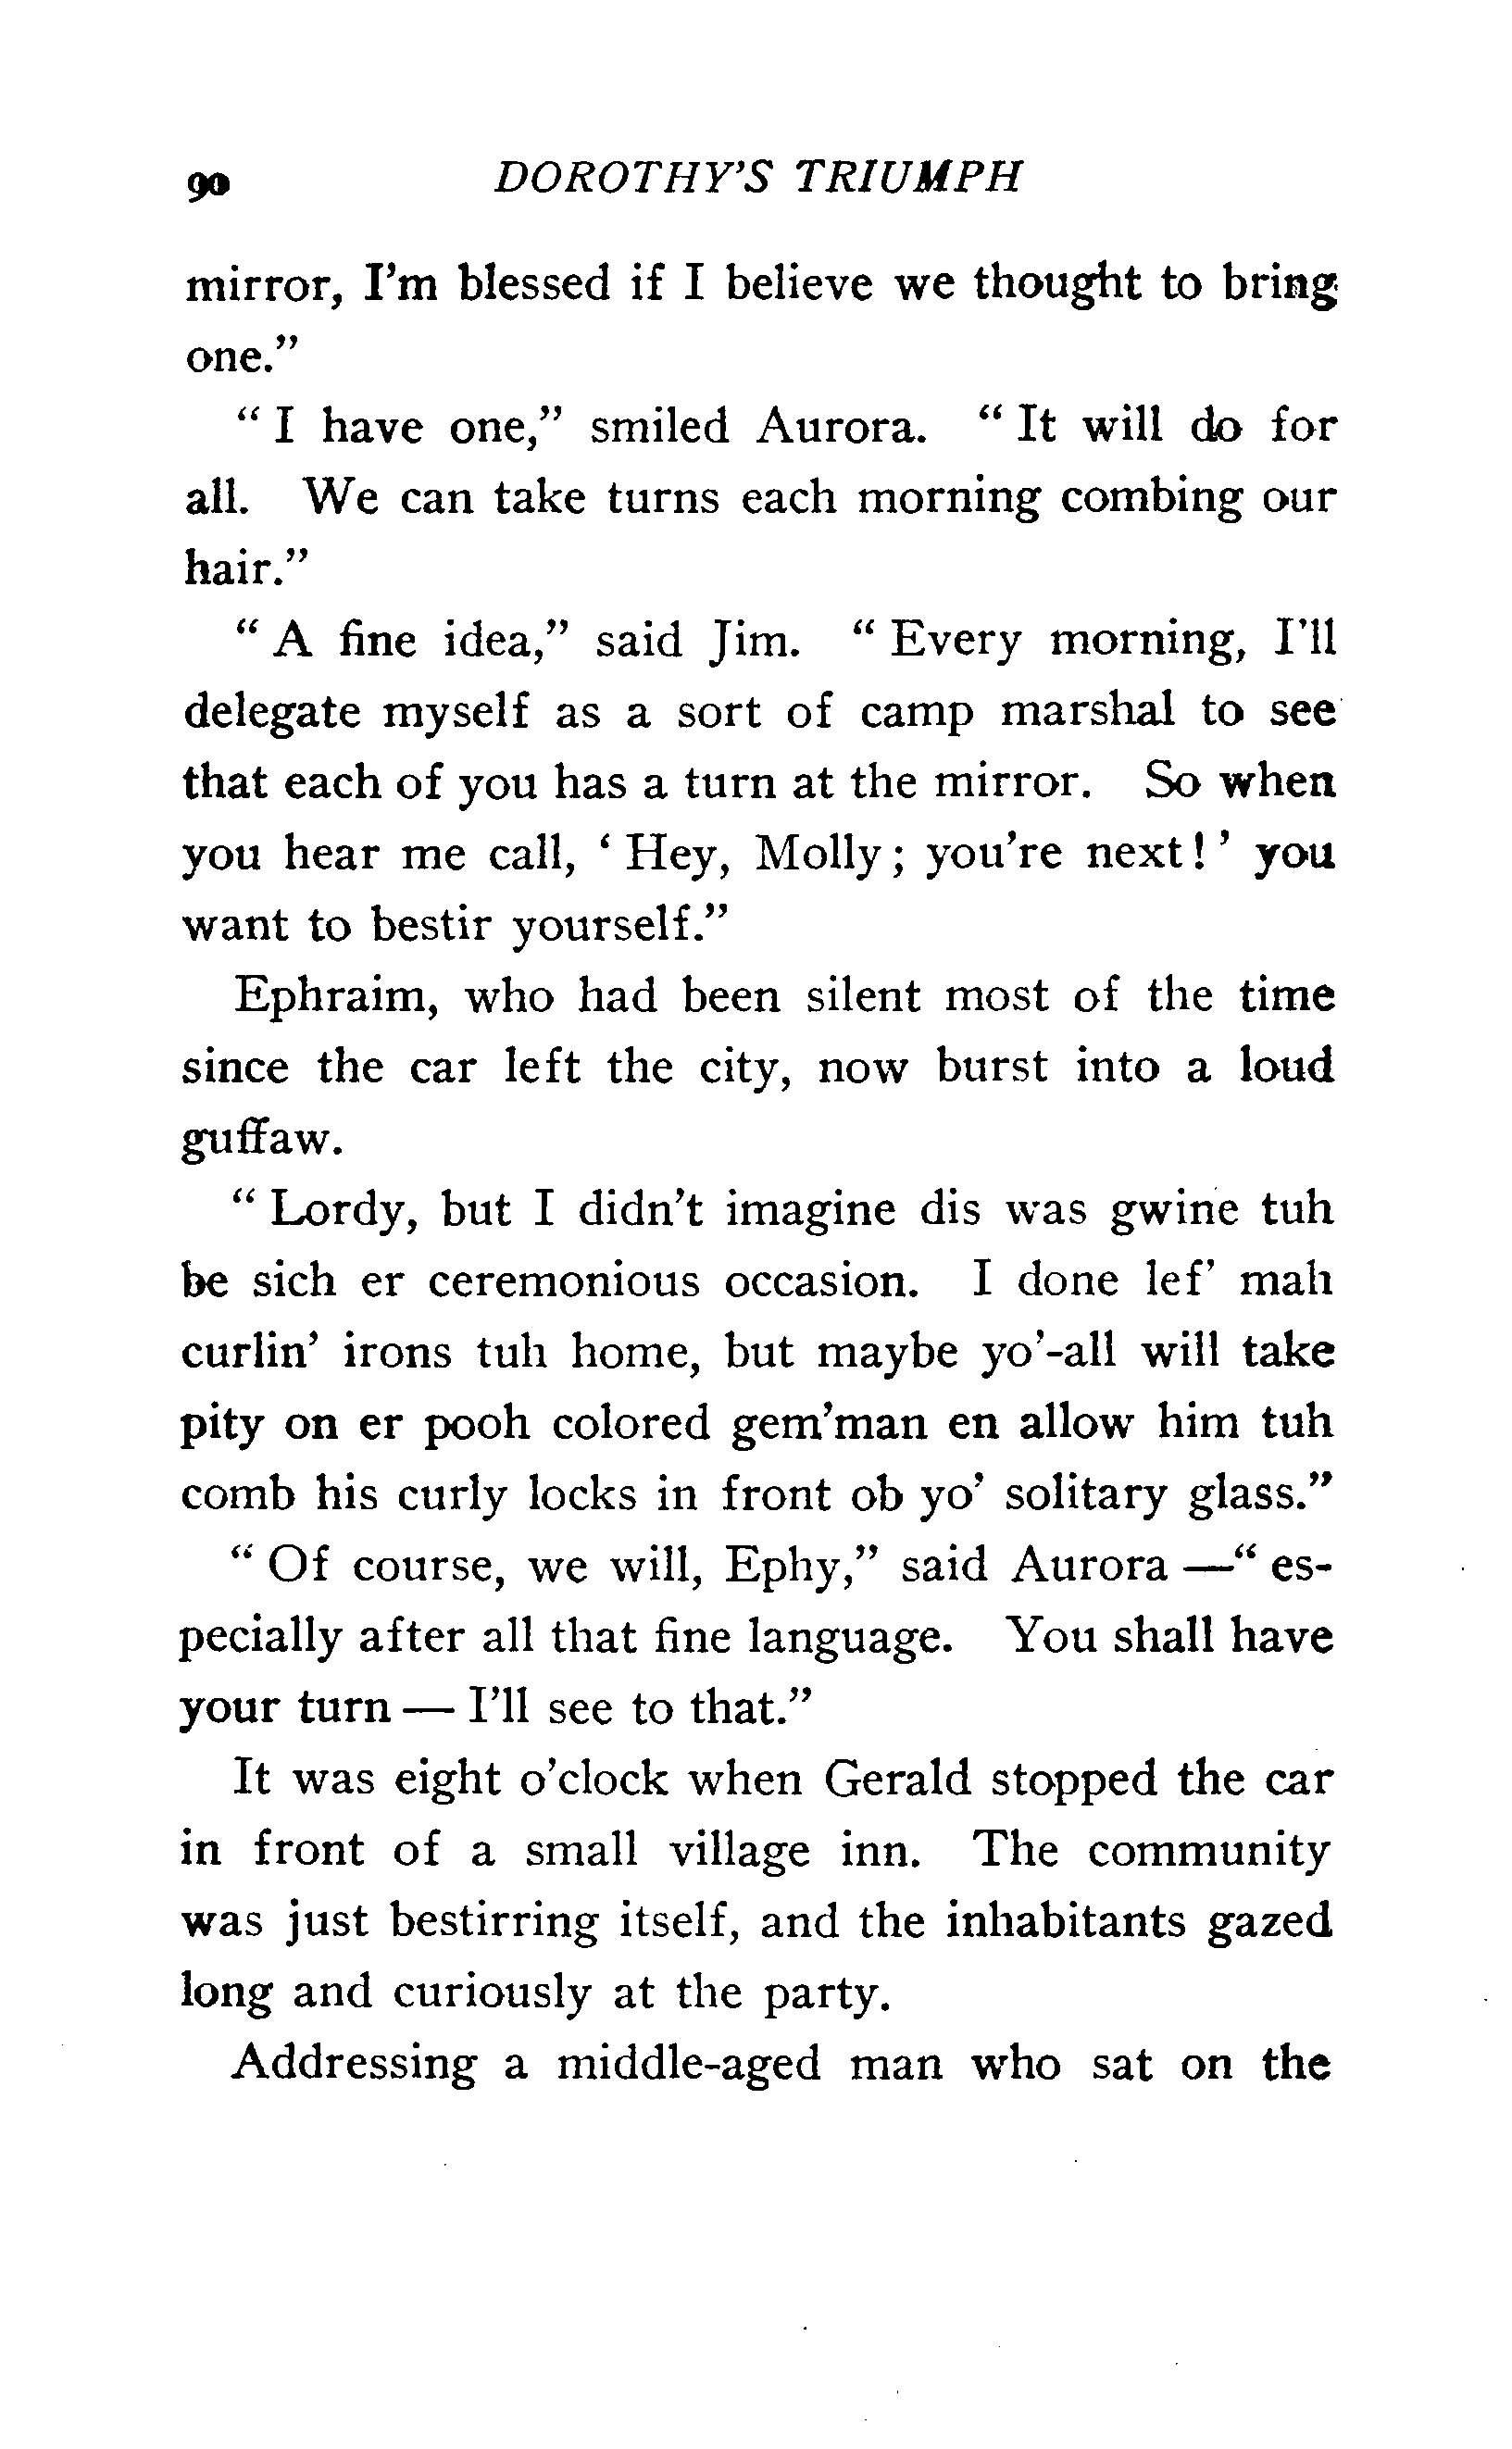 90 DOROTHY'S TRIUMPH
mirror, I'm blessed if I believe we thought to bring
one."
" I have one," smiled Aurora. " It will do for
all. We can take turns each morning combing our
hair."
" A fine idea," said Jim. " Every morning, I'll
delegate myself as a sort of camp marshal to see
that each of you has a turn at the mirror. So when
you hear me call, ' Hey, Molly; you're next! ' you
want to bestir yourself."
Ephraim, who had been silent most of the time
since the car left the city, now burst into a loud
guffaw.
" Lordy, but I didn't imagine dis was gwine tuh
be sich er ceremonious occasion. I done lef' mah
curlin' irons tuh home, but maybe yo'-all will take
pity on er pooh colored gem'man en allow him tuh
comb his curly locks in front ob yo' solitary glass."
" Of course, we will, Ephy," said Aurora —" es-
pecially after all that fine language. You shall have
your turn — I'll see to that."
It was eight o'clock when Gerald stopped the car
in front of a small village inn. The community
was just bestirring itself, and the inhabitants gazed
long and curiously at the party.
Addressing a middle-aged man who sat on the